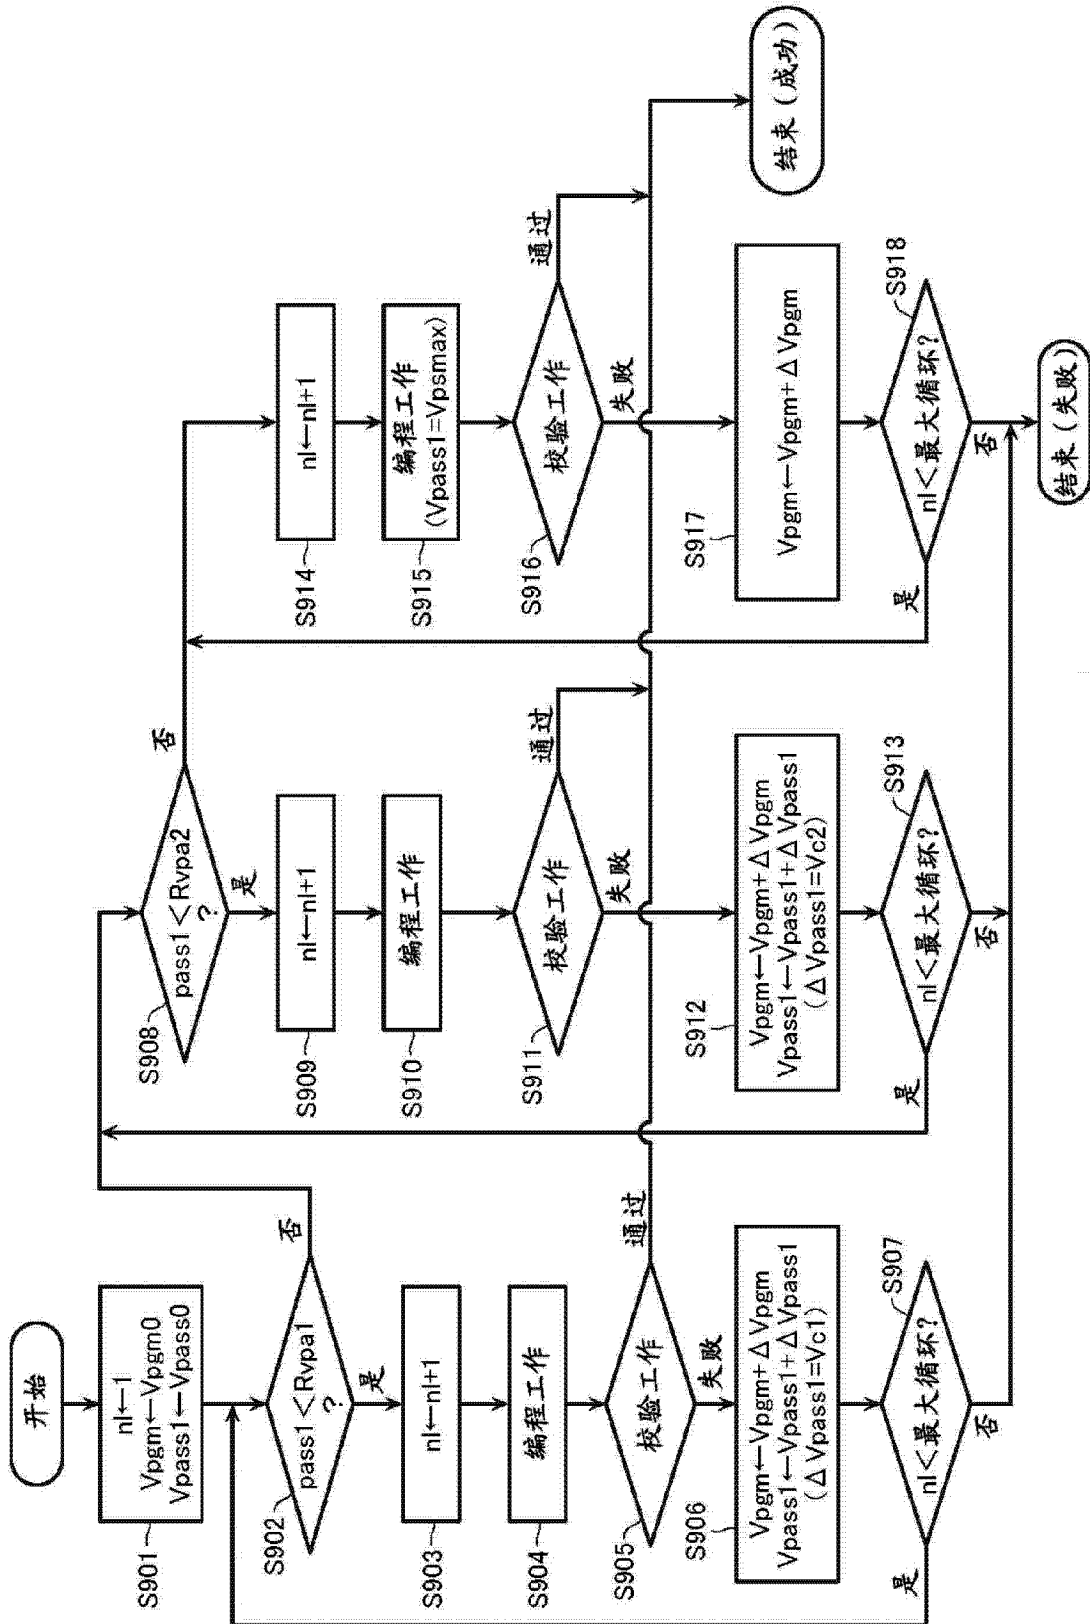 开始
S901
nl←1
Vpgm←Vpgm0
Vpass1←Vpass0
S902
pass1<Rvpa1
?
否
是
S903
nl←nl+1
S904
编程工作
S905
校验工作
通过
失败
S906
Vpgm←Vpgm+ΔVpgm
Vpass1←Vpass1+ΔVpass1
(ΔVpass1=Vc1)
S907
nl<最大循环?
是
否
S908
pass1<Rvpa2
?
否
是
S909
nl←nl+1
S910
编程工作
S911
校验工作
通过
失败
S912
Vpgm←Vpgm+ΔVpgm
Vpass1←Vpass1+ΔVpass1
(ΔVpass1=Vc2)
S913
nl<最大循环?
是
否
S914
nl←nl+1
S915
编程工作
(Vpass1=Vpsmax)
S916
校验工作
通过
失败
S917
Vpgm←Vpgm+ΔVpgm
S918
nl<最大循环?
是
否
结束(成功)
结束(失败)